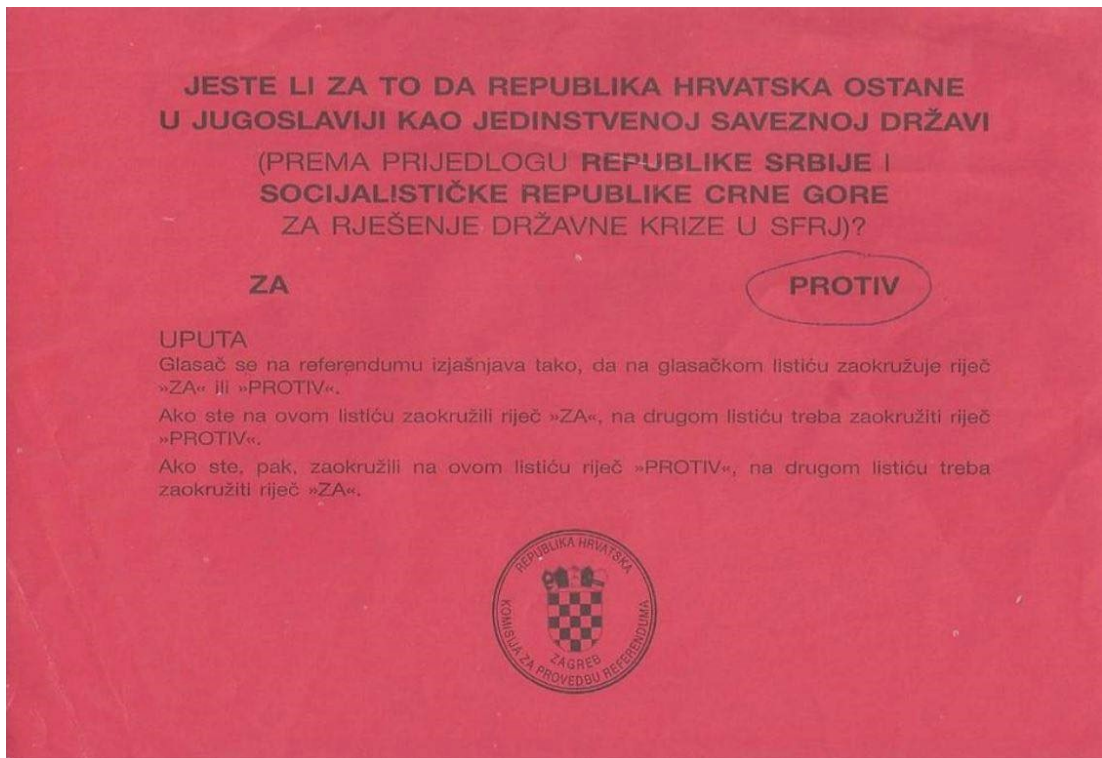 JESTE LI ZA TO DA REPUBLIKA HRVATSKA OSTANE
U JUGOSLAVIJI KAO JEDINSTVENOJ SAVEZNOJ DRŽAVI
(PREMA PRIJEDLOGU REPUBLIKE SRBIJE I
SOCIJALISTIČKE REPUBLIKE CRNE GORE
ZA RJEŠENJE DRŽAVNE KRIZE U SFRJ)?
ZA PROTIV
UPUTA
Glasač se na referendumu izjašnjava tako, da na glasačkom listiću zaokružuje riječ
»ZA« ili »PROTIV«.
Ako ste na ovom listiću zaokružili riječ »ZA«, na drugom listiću treba zaokružiti riječ
»PROTIV«.
Ako ste, pak, zaokružili na ovom listiću riječ »PROTIV«, na drugom listiću treba
zaokružiti riječ »ZA«.
REPUBLIKA HRVATSKA
ZAGREB
KOMISIJA ZA PROVEDBU REFERENDUMA